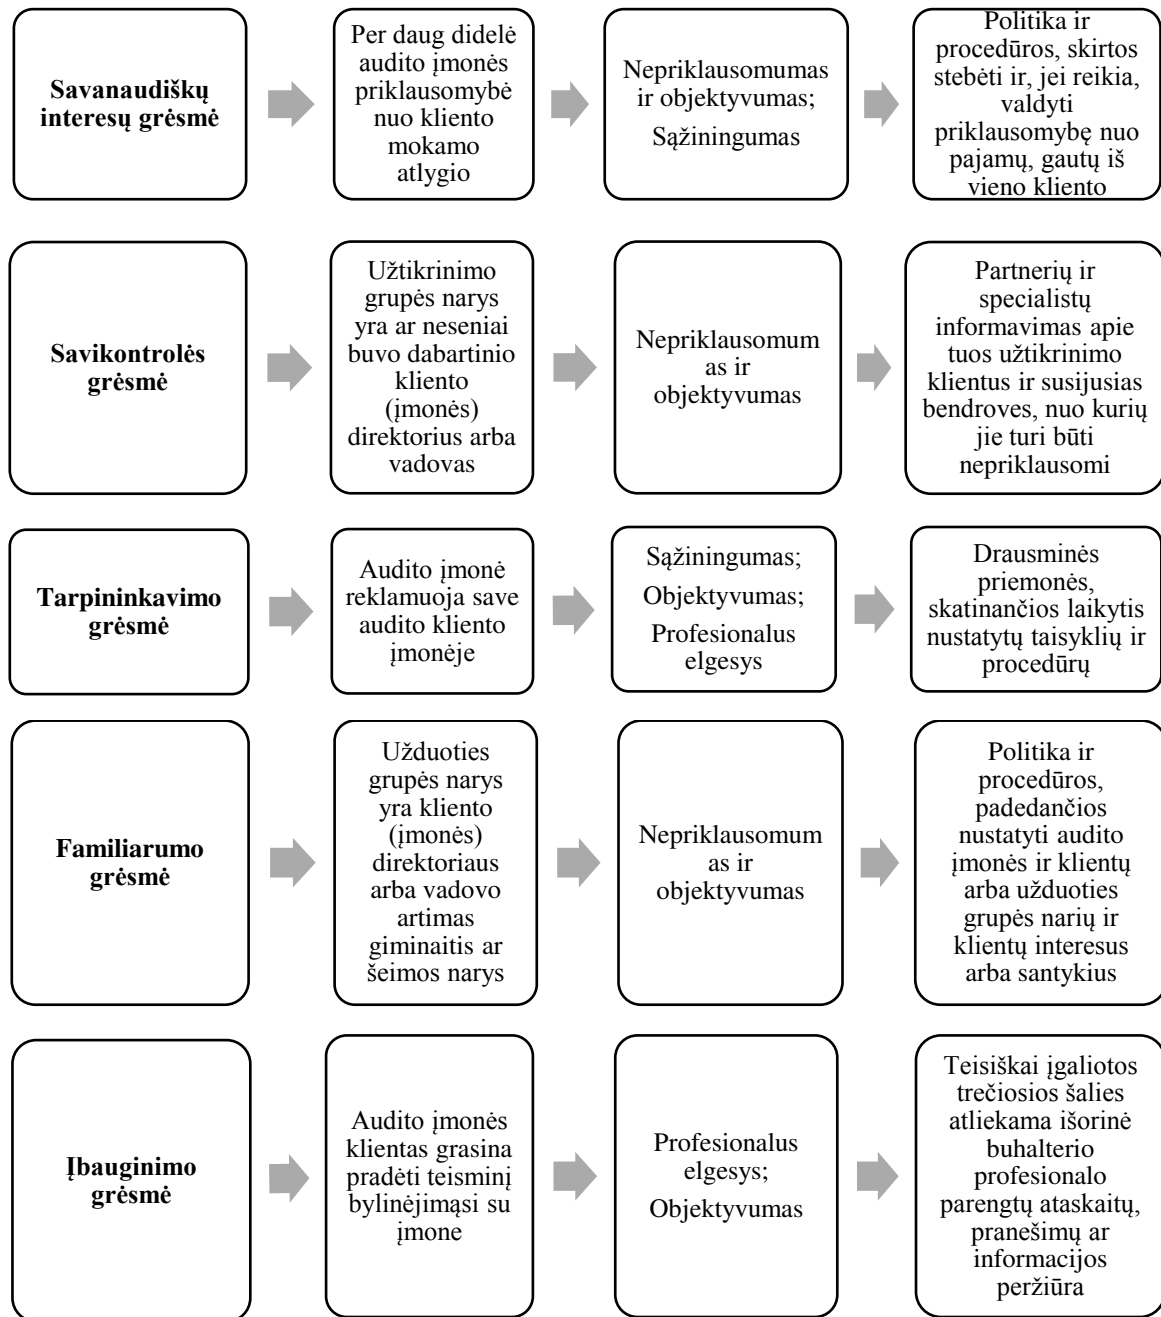 Savanaudiškų
interesų grėsmė
Per daug didelė
audito įmonės
priklausomybė
nuo kliento
mokamo
atlygio
Nepriklausomumas
ir objektyvumas;
Sąžiningumas
Politika ir
procedūros, skirtos
stebėti ir, jei reikia,
valdyti
priklausomybę nuo
pajamų, gautų iš
vieno kliento
Savikontrolės
grėsmė
Užtikrinimo
grupės narys
yra ar neseniai
buvo dabartinio
kliento
(įmonės)
direktorius arba
vadovas
Nepriklausomum
as ir
objektyvumas
Partnerių ir
specialistų
informavimas apie
tuos užtikrinimo
klientus ir susijusias
bendroves, nuo kurių
jie turi būti
nepriklausomi
Tarpininkavimo
grėsmė
Audito įmonė
reklamuoja save
audito kliento
įmonėje
Sąžiningumas;
Objektyvumas;
Profesionalus
elgesys
Drausminės
priemonės,
skatinančios laikytis
nustatytų taisyklių ir
procedūrų
Familiarumo
grėsmė
Užduoties
grupės narys
yra kliento
(įmonės)
direktoriaus
arba vadovo
artimas
giminaitis ar
šeimos narys
Nepriklausomum
as ir
objektyvumas
Politika ir
procedūros,
padedančios
nustatyti audito
įmonės ir klientų
arba užduoties
grupės narių ir
klientų interesus
arba santykius
Įbauginimo
grėsmė
Audito įmonės
klientas grasina
pradėti teisminį
bylinėjimąsi su
įmone
Profesionalus
elgesys;
Objektyvumas
Teisiškai įgaliotos
trečiosios šalies
atliekama išorinė
buhalterio
profesionalo
parengtų ataskaitų,
pranešimų ar
informacijos
peržiūra